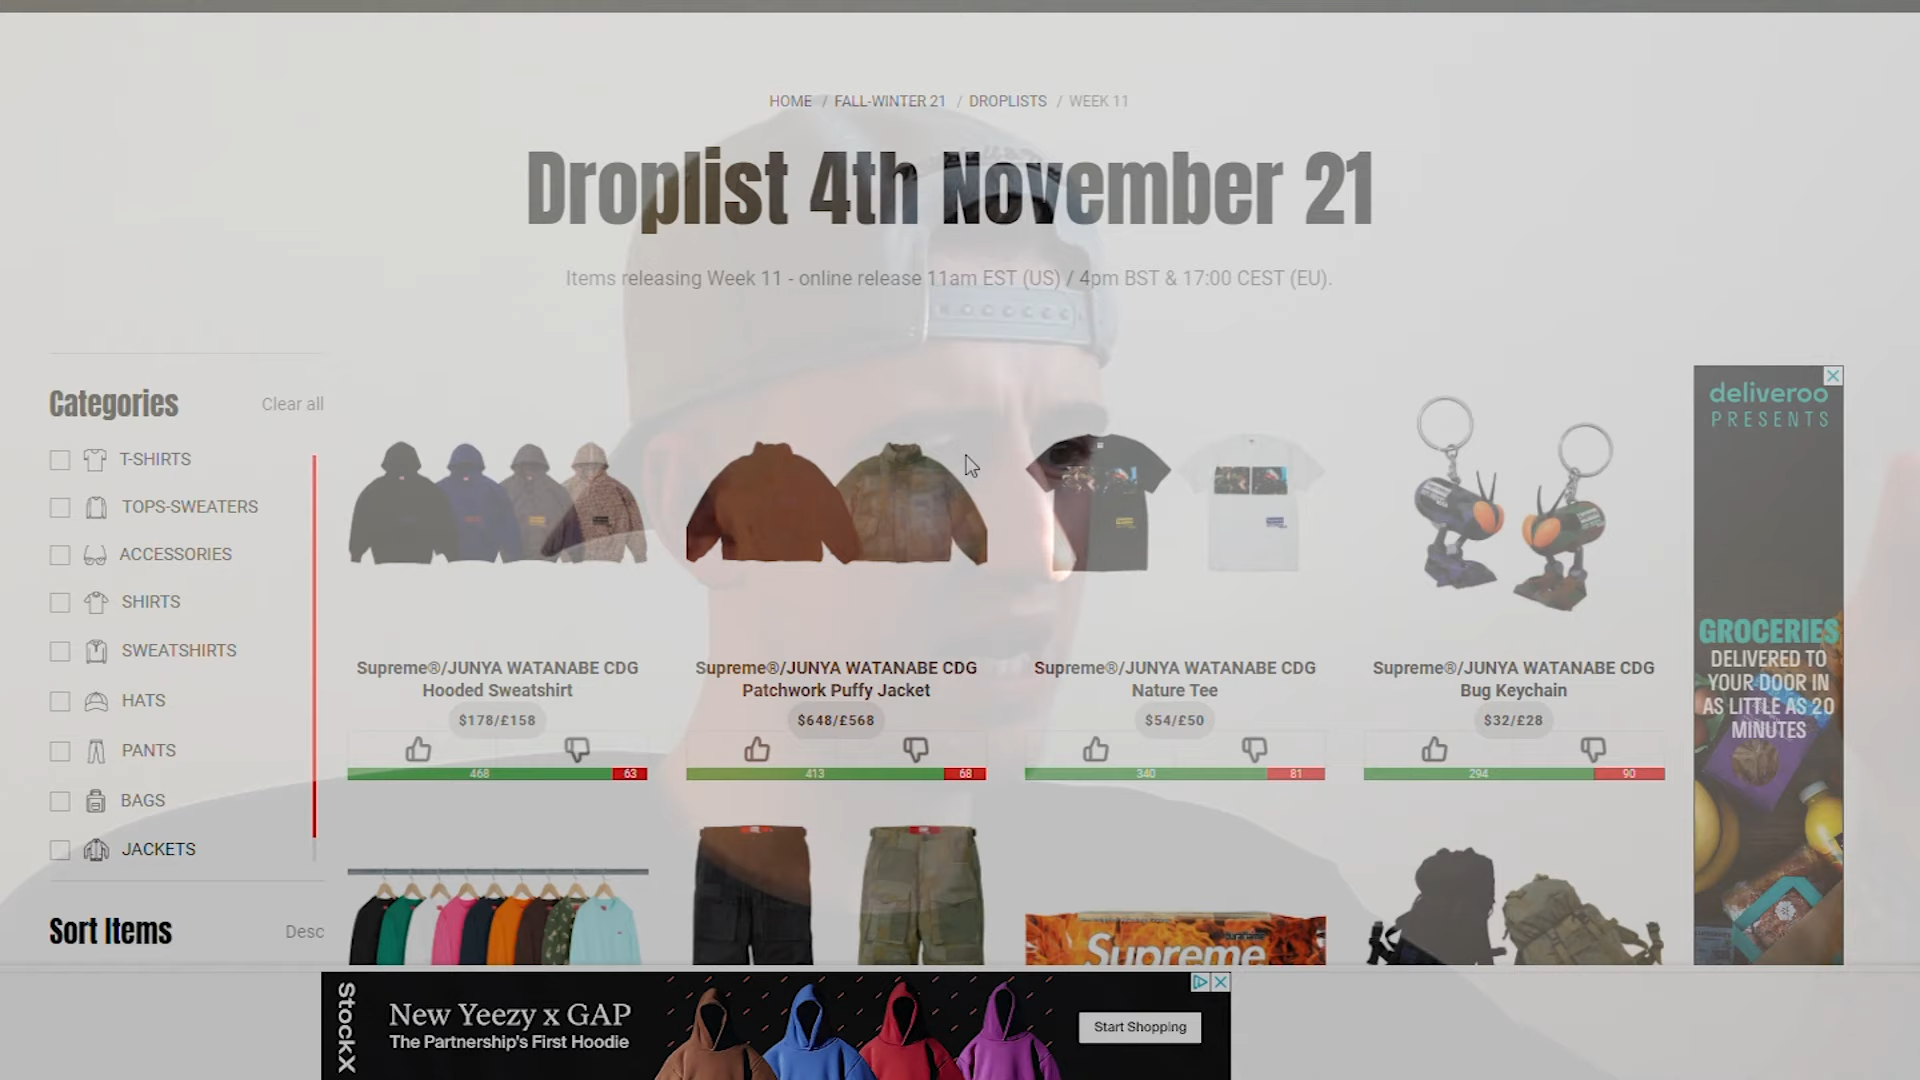 HOME / FALL-WINTER 21 / DROPLISTS / WEEK 11
Droplist 4th November 21
Items releasing Week 11 - online release 11am EST (US) / 4pm BST & 17:00 CEST (EU).
Categories
Clear all
T-SHIRTS
TOPS-SWEATERS
ACCESSORIES
SHIRTS
SWEATSHIRTS
HATS
PANTS
BAGS
JACKETS
Sort Items
Desc
Supreme®/JUNYA WATANABE CDG
Hooded Sweatshirt
$178/£158
468
63
Supreme®/JUNYA WATANABE CDG
Patchwork Puffy Jacket
$648/£568
413
68
Supreme®/JUNYA WATANABE CDG
Nature Tee
$54/£50
340
81
Supreme®/JUNYA WATANABE CDG
Bug Keychain
$32/£28
294
90
Supreme
deliveroo
PRESENTS
GROCERIES
DELIVERED TO
YOUR DOOR IN
AS LITTLE AS 20
MINUTES
StockX
New Yeezy x GAP
The Partnership's First Hoodie
Start Shopping